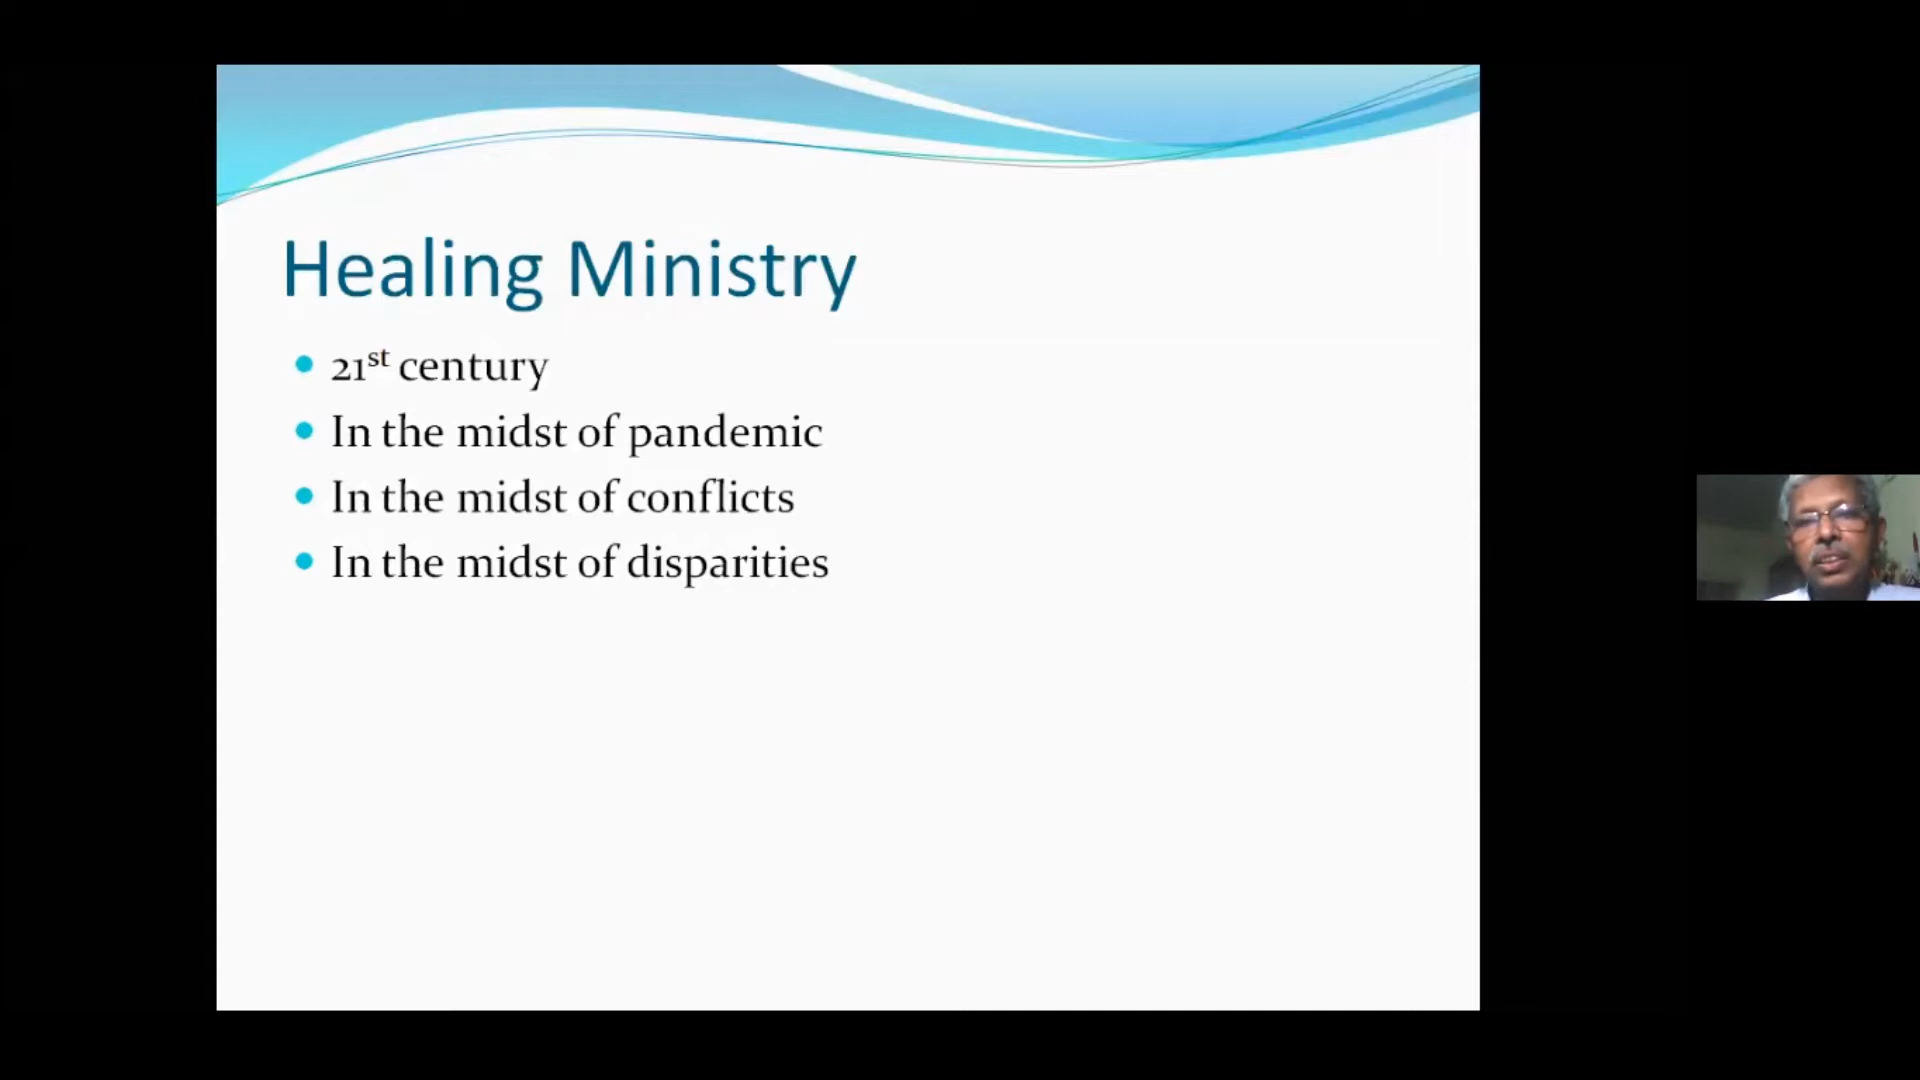 Healing Ministry
21st century
In the midst of pandemic
In the midst of conflicts
In the midst of disparities